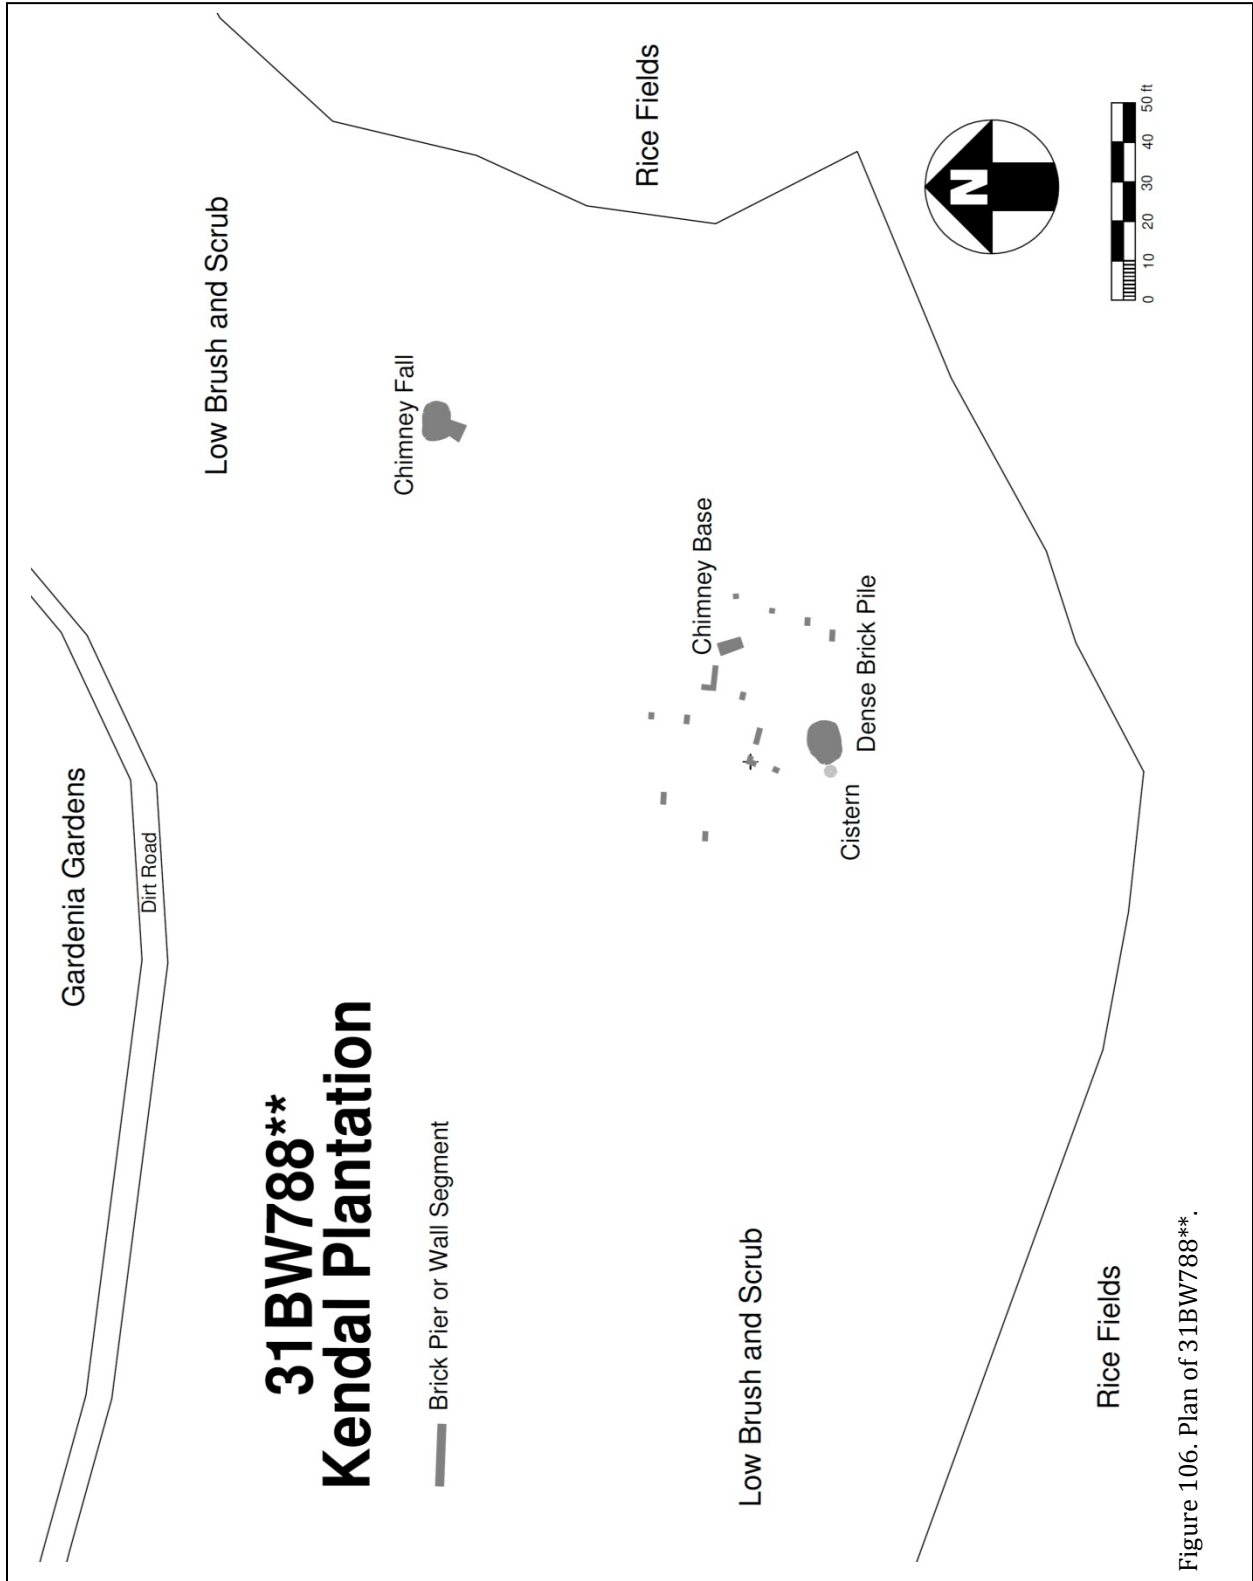 Gardenia Gardens
Dirt Road
31BW788**
Kendal Plantation
Brick Pier or Wall Segment
Low Brush and Scrub
Chimney Fall
Chimney Base
Dense Brick Pile
Cistern
Low Brush and Scrub
Rice Fields
Rice Fields
N
0 10 20 30 40 50 ft
Figure 106. Plan of 31BW788**.